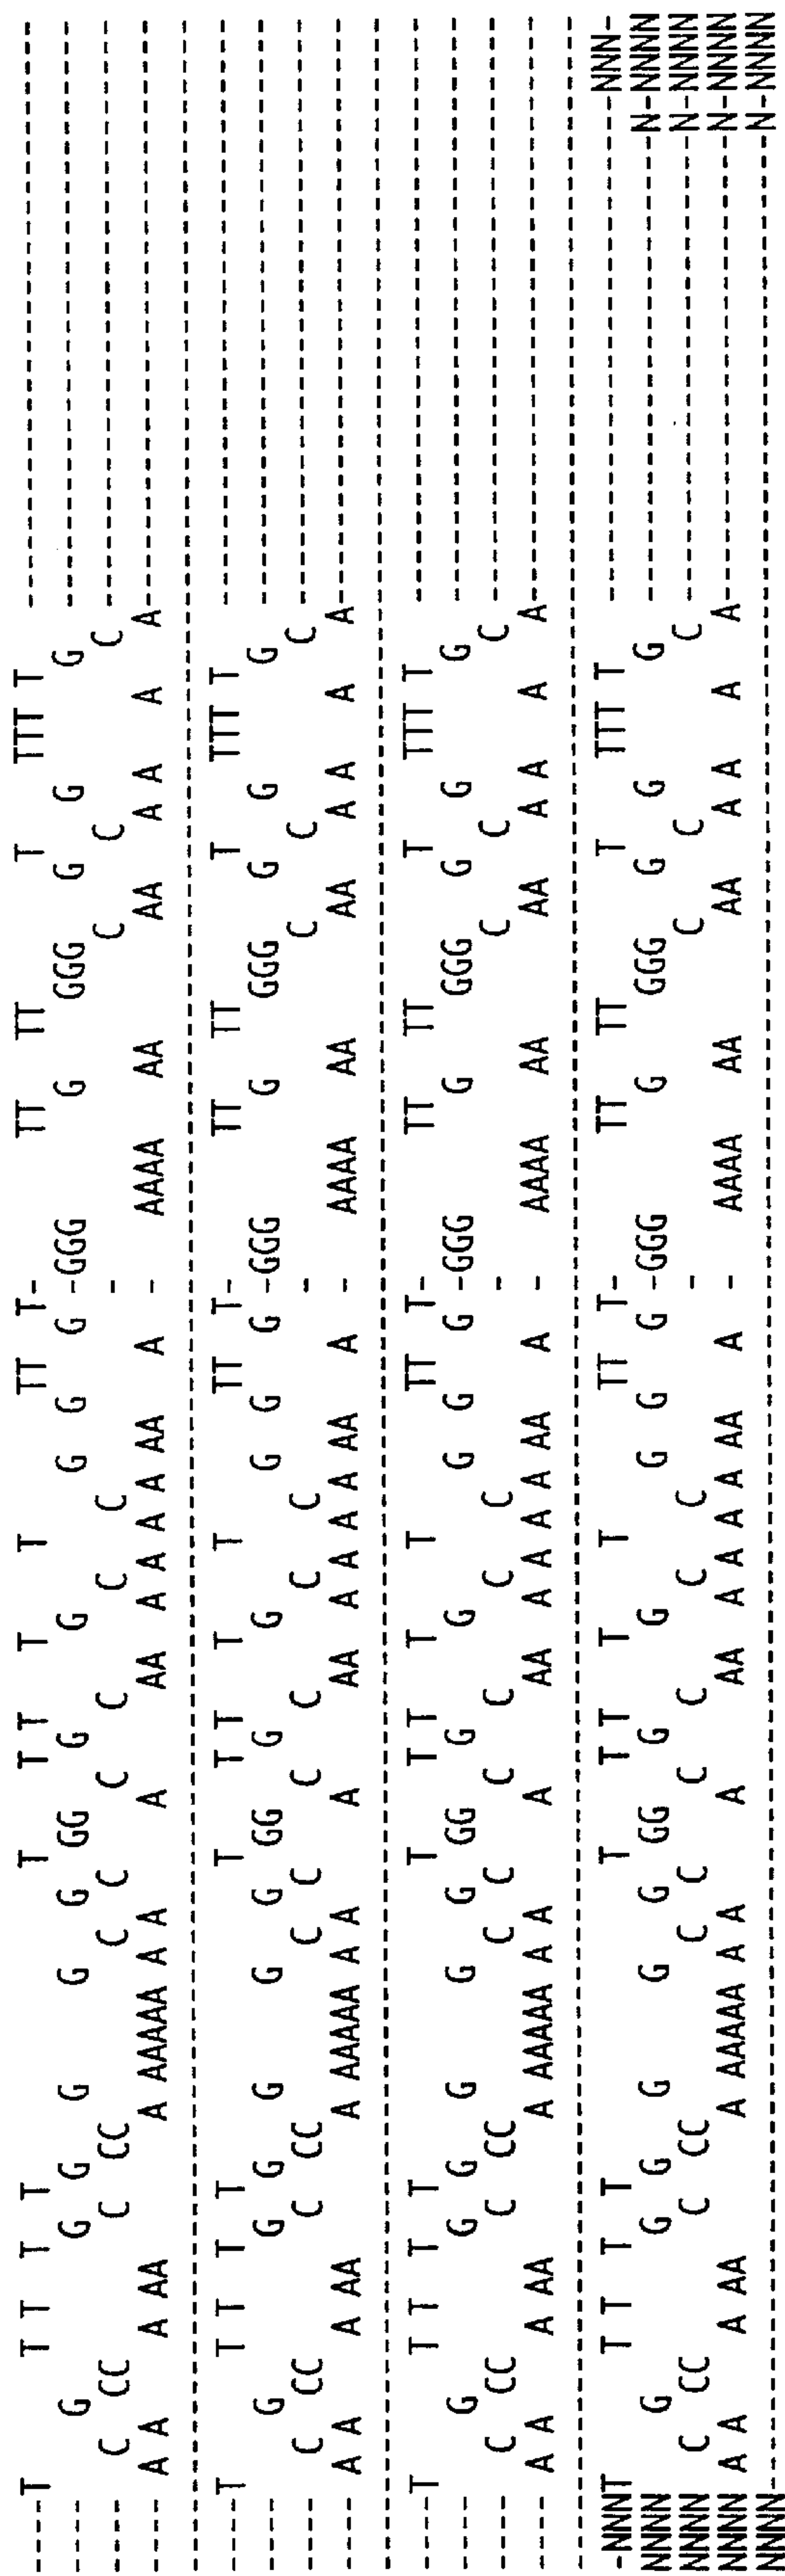 ----T      T T  T  T                T    T T   T    T       TT  T-       TT   TT       T    TTT T   ------------------------------
----    G        G  G   G     G   G  GG   G     G       G  G   G -GGG      G    GGG   G   G      G  ------------------------------
----  C  CC       C  CC         C  C    C   C     C   C          -                 C    C         C ------------------------------
---- A A    A AA       A AAAAA A A     A     AA  A A A AA   A  -   AAAA   AA      AA   A A   A   A------------------------------
----------------------------------------------------------------------------------------------------------------------------------
----T      T T  T  T                T    T T   T    T       TT  T-       TT   TT       T    TTT T   ------------------------------
----    G        G  G   G     G   G  GG   G     G       G  G   G -GGG      G    GGG   G   G      G  ------------------------------
----  C  CC       C  CC         C  C    C   C     C   C          -                 C    C         C ------------------------------
---- A A    A AA       A AAAAA A A     A     AA  A A A A AA   A  -   AAAA   AA      AA   A A   A   A------------------------------
----------------------------------------------------------------------------------------------------------------------------------
----T      T T  T  T                T    T T   T    T       TT  T-       TT   TT       T    TTT T   ------------------------------
----    G        G  G   G     G   G  GG   G     G       G  G   G -GGG      G    GGG   G   G      G  ------------------------------
----  C  CC       C  CC         C  C    C   C     C   C          -                 C    C         C ------------------------------
---- A A    A AA       A AAAAA A A     A     AA  A A A A AA   A  -   AAAA   AA      AA   A A   A   A------------------------------
----------------------------------------------------------------------------------------------------------------------------------
-NNNT      T T  T  T                T    T T   T    T       TT  T-       TT   TT       T    TTT T   --------------------------NNN-
NNNN    G        G  G   G     G   G  GG   G     G       G  G   G -GGG      G    GGG   G   G      G  ------------------------N-NNNN
NNNN  C  CC       C  CC         C  C    C   C     C   C          -                 C    C         C ------------------------N-NNNN
NNNN A A    A AA       A AAAAA A A     A     AA  A A A A AA   A  -   AAAA   AA      AA   A A   A   A------------------------N-NNNN
NNNN------------------------------------------------------------------------------------------------------------------------N-NNNN